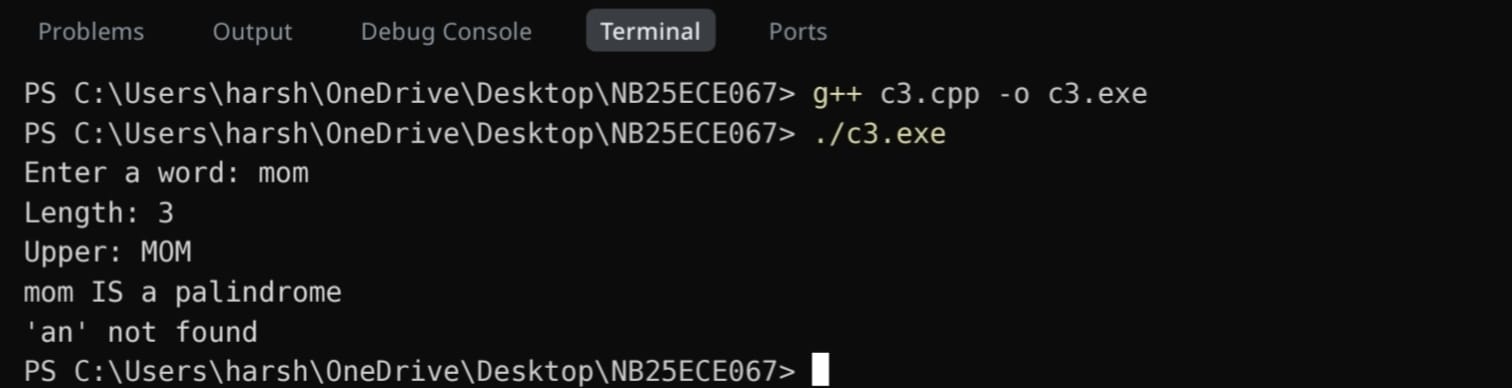 Problems Output Debug Console Terminal Ports
PS C:\Users\harsh\OneDrive\Desktop\NB25ECE067> g++ c3.cpp -o c3.exe
PS C:\Users\harsh\OneDrive\Desktop\NB25ECE067> ./c3.exe
Enter a word: mom
Length: 3
Upper: MOM
mom IS a palindrome
'an' not found
PS C:\Users\harsh\OneDrive\Desktop\NB25ECE067>